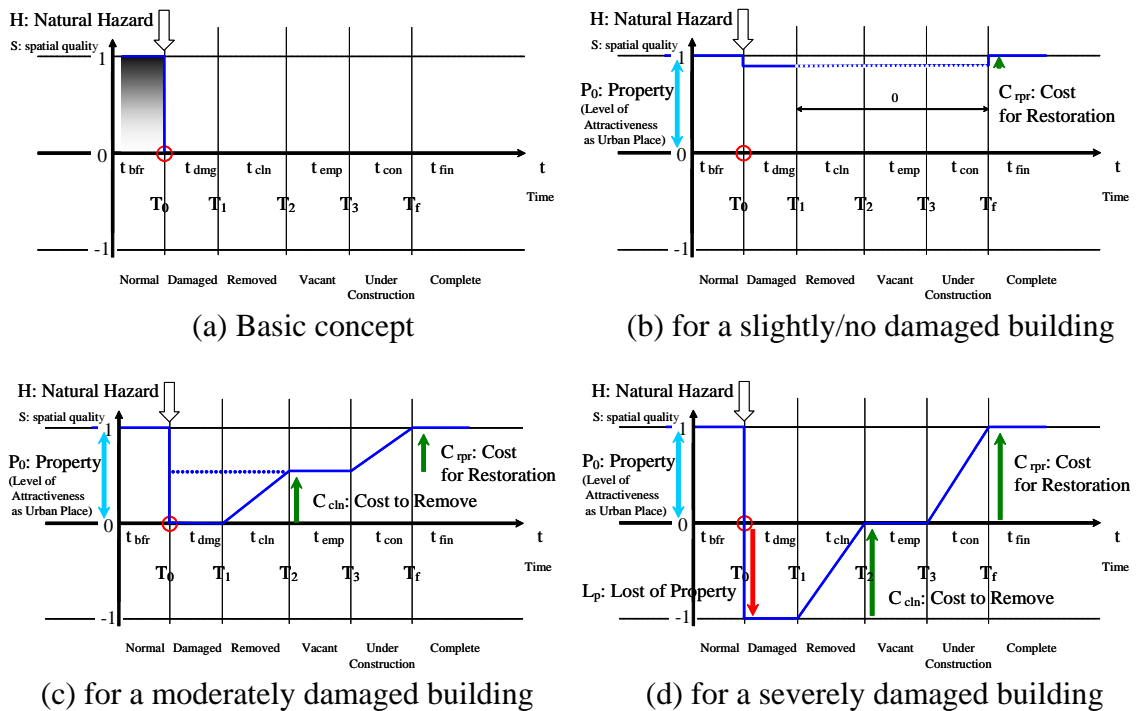 H: Natural Hazard
S: spatial quality
1
0
-1
t bfr
t dmg
t cln
t emp
t con
t fin
t
Time
T0
T1
T2
T3
Tf
Normal
Damaged
Removed
Vacant
Under
Construction
Complete
(a) Basic concept
H: Natural Hazard
S: spatial quality
1
P0: Property
(Level of
Attractiveness
as Urban Place)
0
C rpr: Cost
for Restoration
0
t bfr
t dmg
t cln
t emp
t con
t fin
t
Time
T0
T1
T2
T3
Tf
-1
Normal
Damaged
Removed
Vacant
Under
Construction
Complete
(b) for a slightly/no damaged building
H: Natural Hazard
S: spatial quality
1
P0: Property
(Level of
Attractiveness
as Urban Place)
C rpr: Cost
for Restoration
C cln: Cost to Remove
0
t bfr
t dmg
t cln
t emp
t con
t fin
t
Time
T0
T1
T2
T3
Tf
-1
Normal
Damaged
Removed
Vacant
Under
Construction
Complete
(c) for a moderately damaged building
H: Natural Hazard
S: spatial quality
1
P0: Property
(Level of
Attractiveness
as Urban Place)
C rpr: Cost
for Restoration
0
t bfr
t dmg
t cln
t emp
t con
t fin
t
Time
T0
T1
T2
T3
Tf
LP: Lost of Property
C cln: Cost to Remove
-1
Normal
Damaged
Removed
Vacant
Under
Construction
Complete
(d) for a severely damaged building